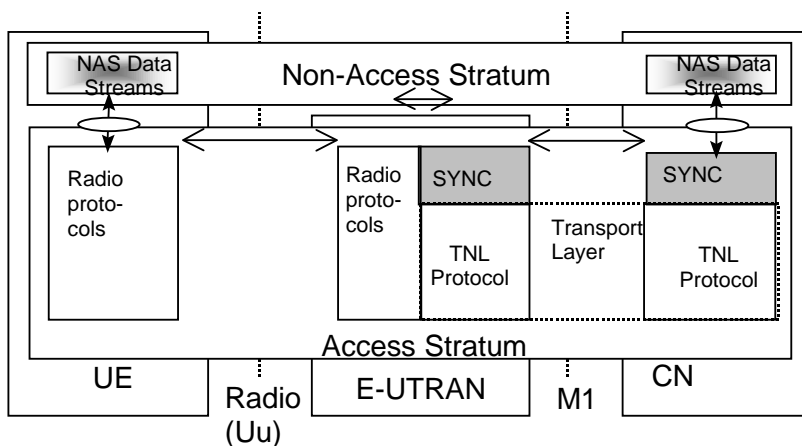 NAS Data
Streams
Non-Access Stratum
NAS Data
Streams
Radio
proto-
cols
Radio
proto-
cols
SYNC
TNL
Protocol
Transport
Layer
SYNC
TNL
Protocol
Access Stratum
UE
Radio
(Uu)
E-UTRAN
M1
CN